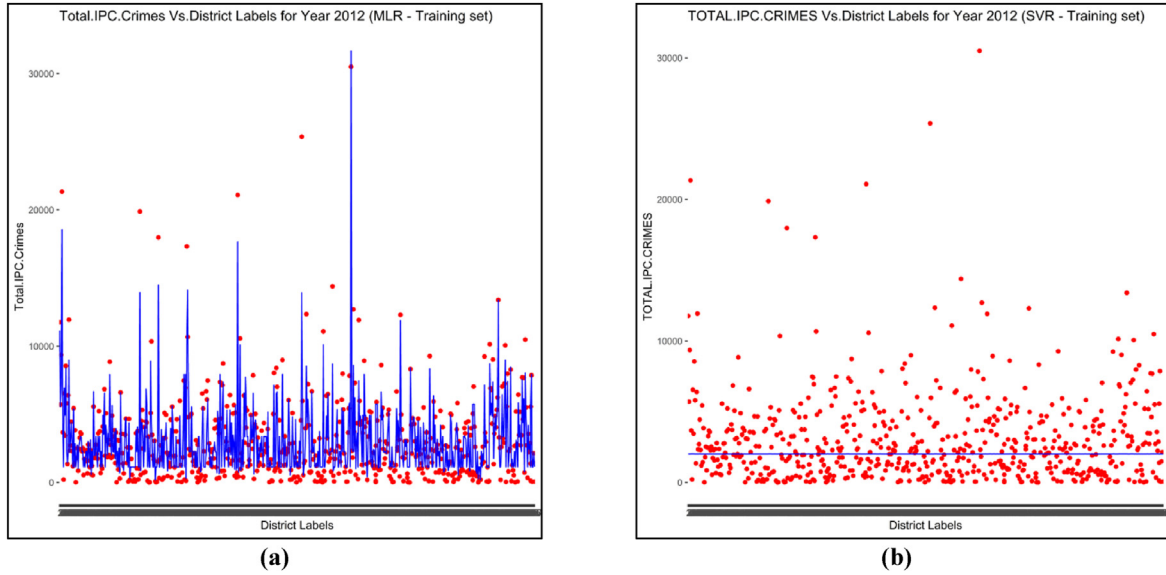 Total.IPC.Crimes Vs.District Labels for Year 2012 (MLR - Training set)
30000
20000
10000
0
Total.IPC.Crimes
District Labels
(a)
TOTAL.IPC.CRIMES Vs.District Labels for Year 2012 (SVR - Training set)
30000
20000
10000
0
TOTAL.IPC.CRIMES
District Labels
(b)